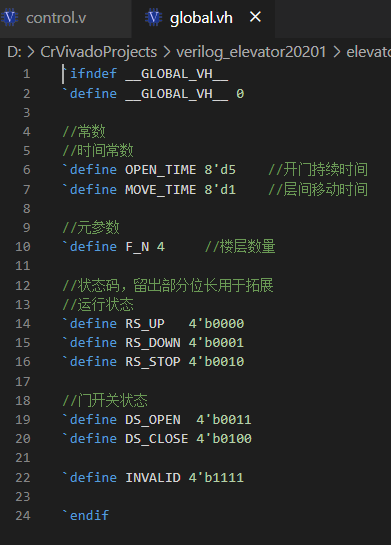 control.v
global.vh
D: > CrVivadoProjects > verilog_elevator20201 > elevato
1 `ifndef __GLOBAL_VH__
2 `define __GLOBAL_VH__ 0
3
4 //常数
5 //时间常数
6 `define OPEN_TIME 8'd5 //开门持续时间
7 `define MOVE_TIME 8'd1 //层间移动时间
8
9 //元参数
10 `define F_N 4 //楼层数量
11
12 //状态码，留出部分位长用于拓展
13 //运行状态
14 `define RS_UP 4'b0000
15 `define RS_DOWN 4'b0001
16 `define RS_STOP 4'b0010
17
18 //门开关状态
19 `define DS_OPEN 4'b0011
20 `define DS_CLOSE 4'b0100
21
22 `define INVALID 4'b1111
23
24 `endif